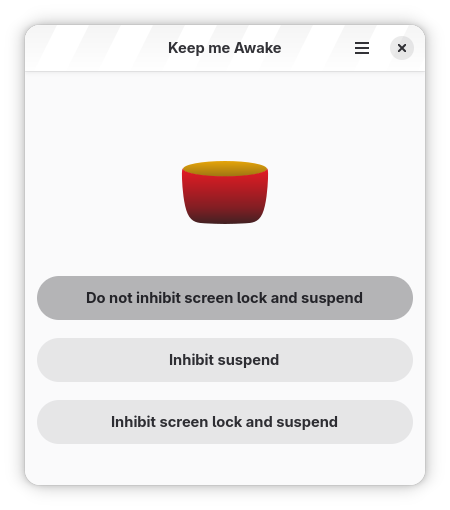 Keep me Awake
Do not inhibit screen lock and suspend
Inhibit suspend
Inhibit screen lock and suspend